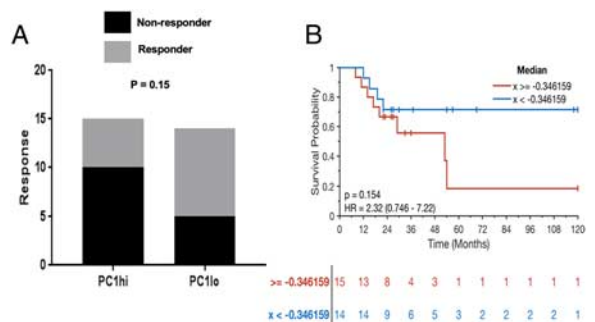 A
Non-responder
Responder
P = 0.15
Response
20
15
10
5
0
PC1hi
PC1lo
B
Median
x >= -0.346159
x < -0.346159
Survival Probability
1
0.8
0.6
0.4
0.2
0
p = 0.154
HR = 2.32 (0.746 - 7.22)
0 12 24 36 48 60 72 84 96 108 120
Time (Months)
>= -0.346159 15 13 8 4 3 1 1 1 1 1 1
x < -0.346159 14 14 9 6 5 3 2 2 2 2 1